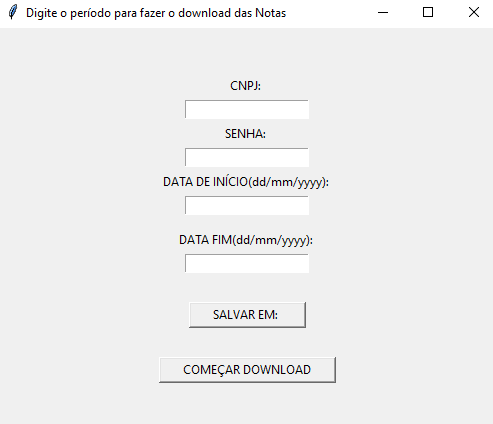 Digite o período para fazer o download das Notas
CNPJ:
SENHA:
DATA DE INÍCIO(dd/mm/yyyy):
DATA FIM(dd/mm/yyyy):
SALVAR EM:
COMEÇAR DOWNLOAD